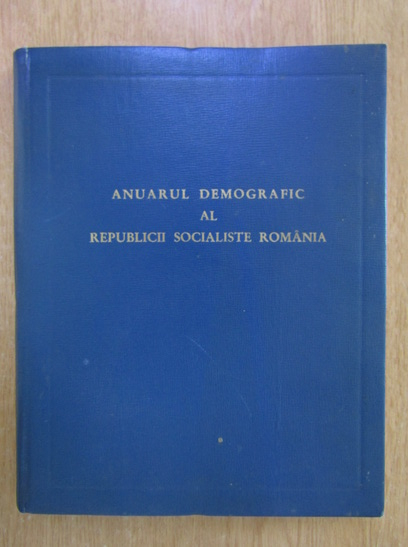 ANUARUL DEMOGRAFIC
AL
REPUBLICII SOCIALISTE ROMÂNIA